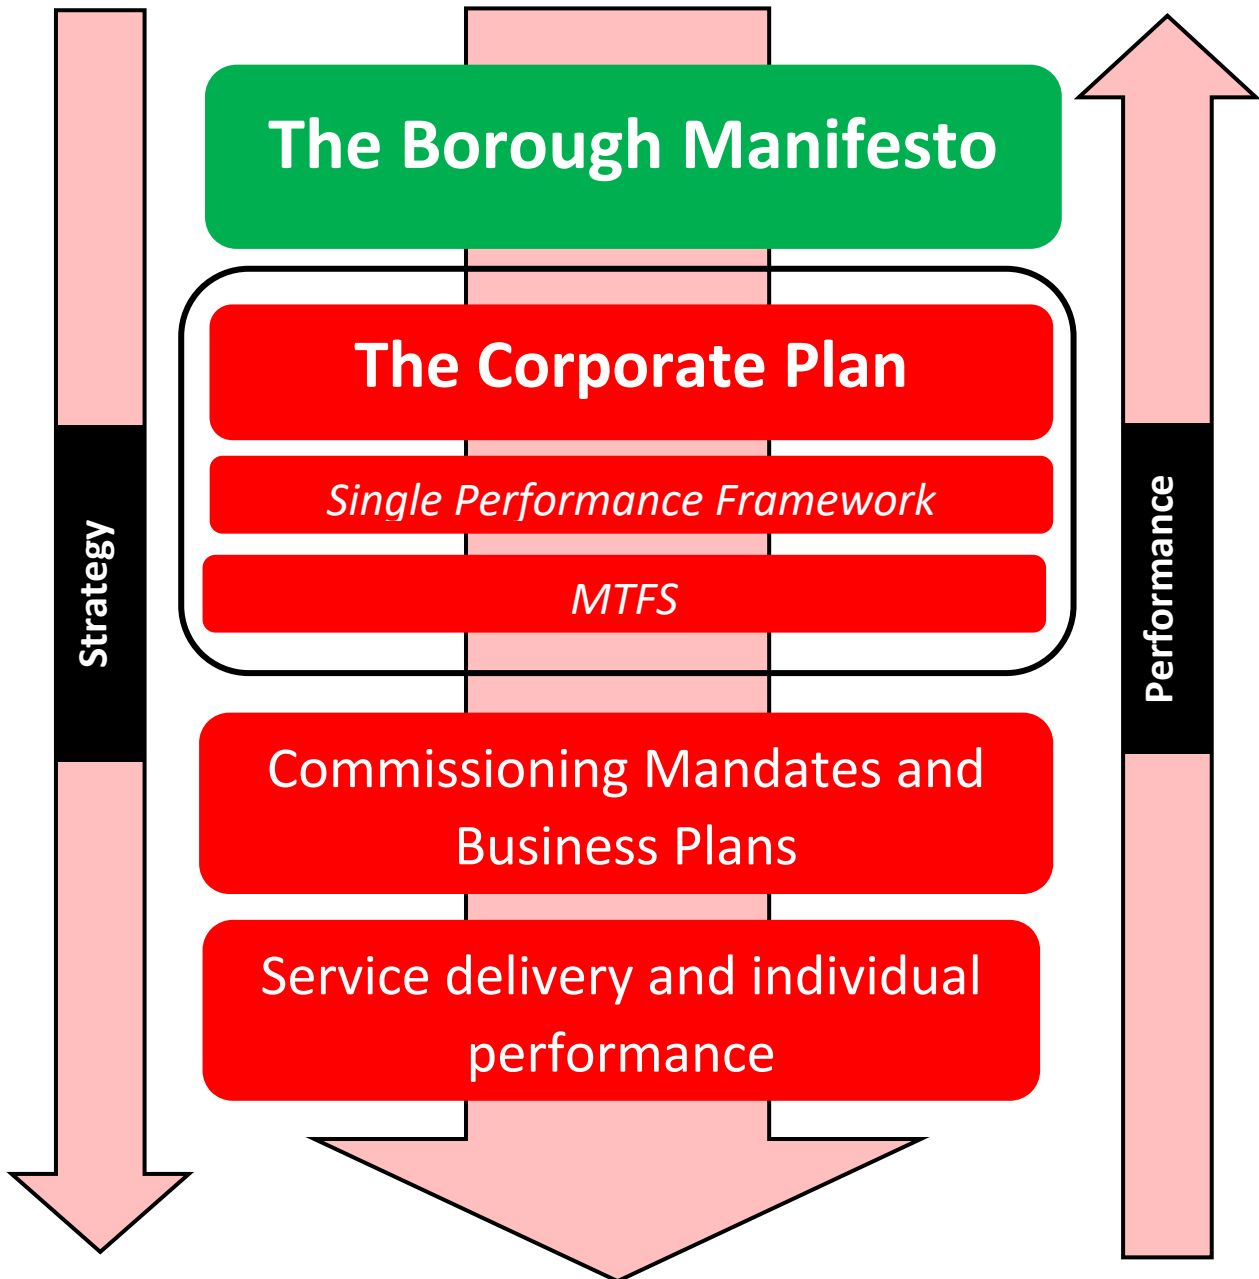 The Borough Manifesto
The Corporate Plan
Single Performance Framework
MTFS
Commissioning Mandates and
Business Plans
Service delivery and individual
performance
Strategy
Performance